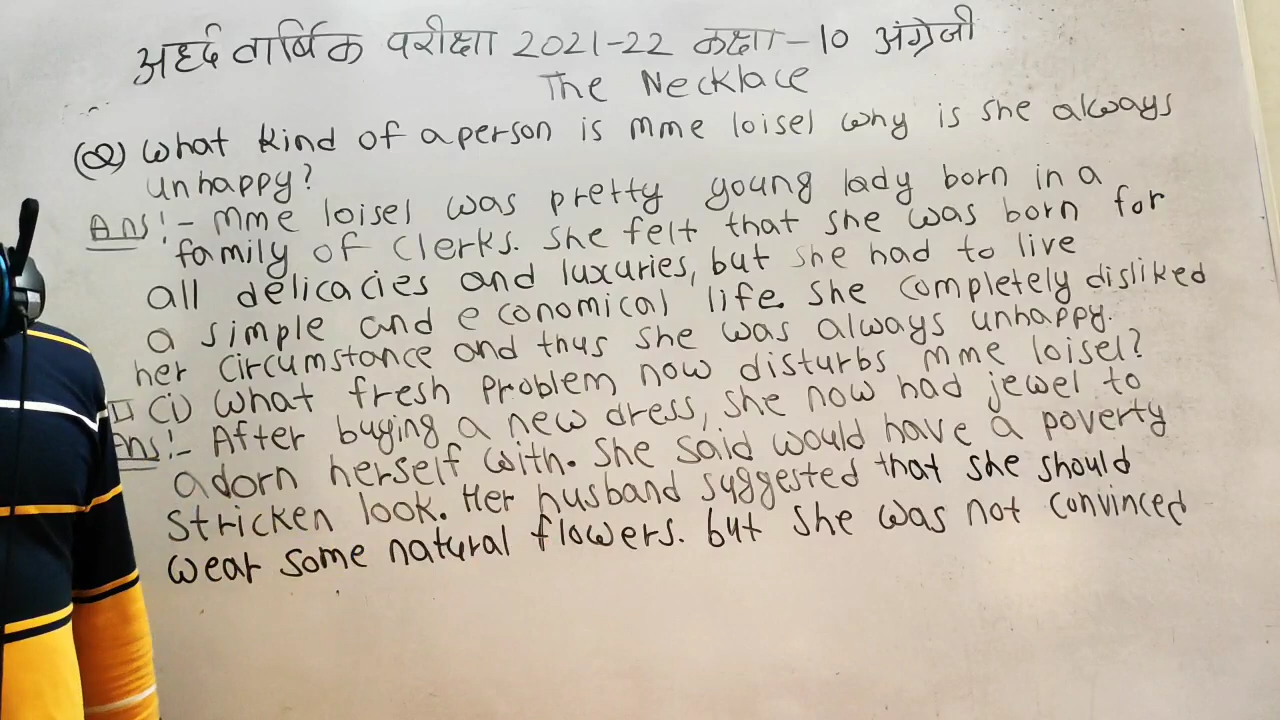 अर्ध्द वार्षिक परीक्षा 2021-22 कक्षा-10 अंग्रेजी
The Necklace
(Q) What kind of a person is mme loisel why is she always
unhappy?
Ans!- mme loisel was pretty young lady born in a
family of Clerks. She felt that she was born for
all delicacies and luxuries, but she had to live
a simple and economical life. She completely disliked
her circumstance and thus she was always unhappy.
II (i) What fresh problem now disturbs mme loisel?
Ans!- After buying a new dress, she now had jewel to
adorn herself with. She said would have a poverty
stricken look. Her husband suggested that she should
wear some natural flowers. but she was not convinced